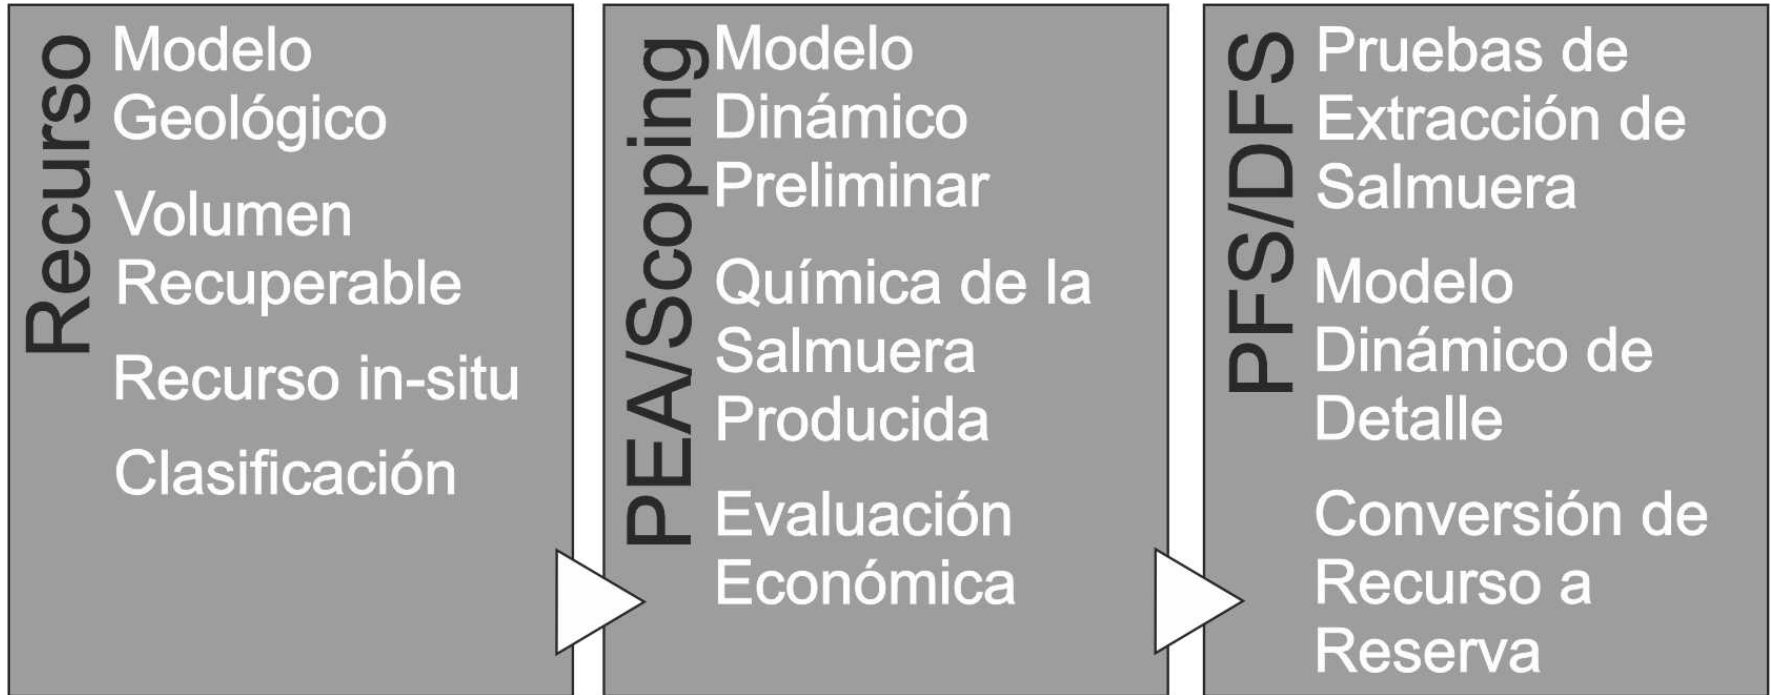 Recurso
Modelo
Geológico
Volumen
Recuperable
Recurso in-situ
Clasificación
PEA/Scoping
Modelo
Dinámico
Preliminar
Química de la
Salmuera
Producida
Evaluación
Económica
PFS/DFS
Pruebas de
Extracción de
Salmuera
Modelo
Dinámico de
Detalle
Conversión de
Recurso a
Reserva